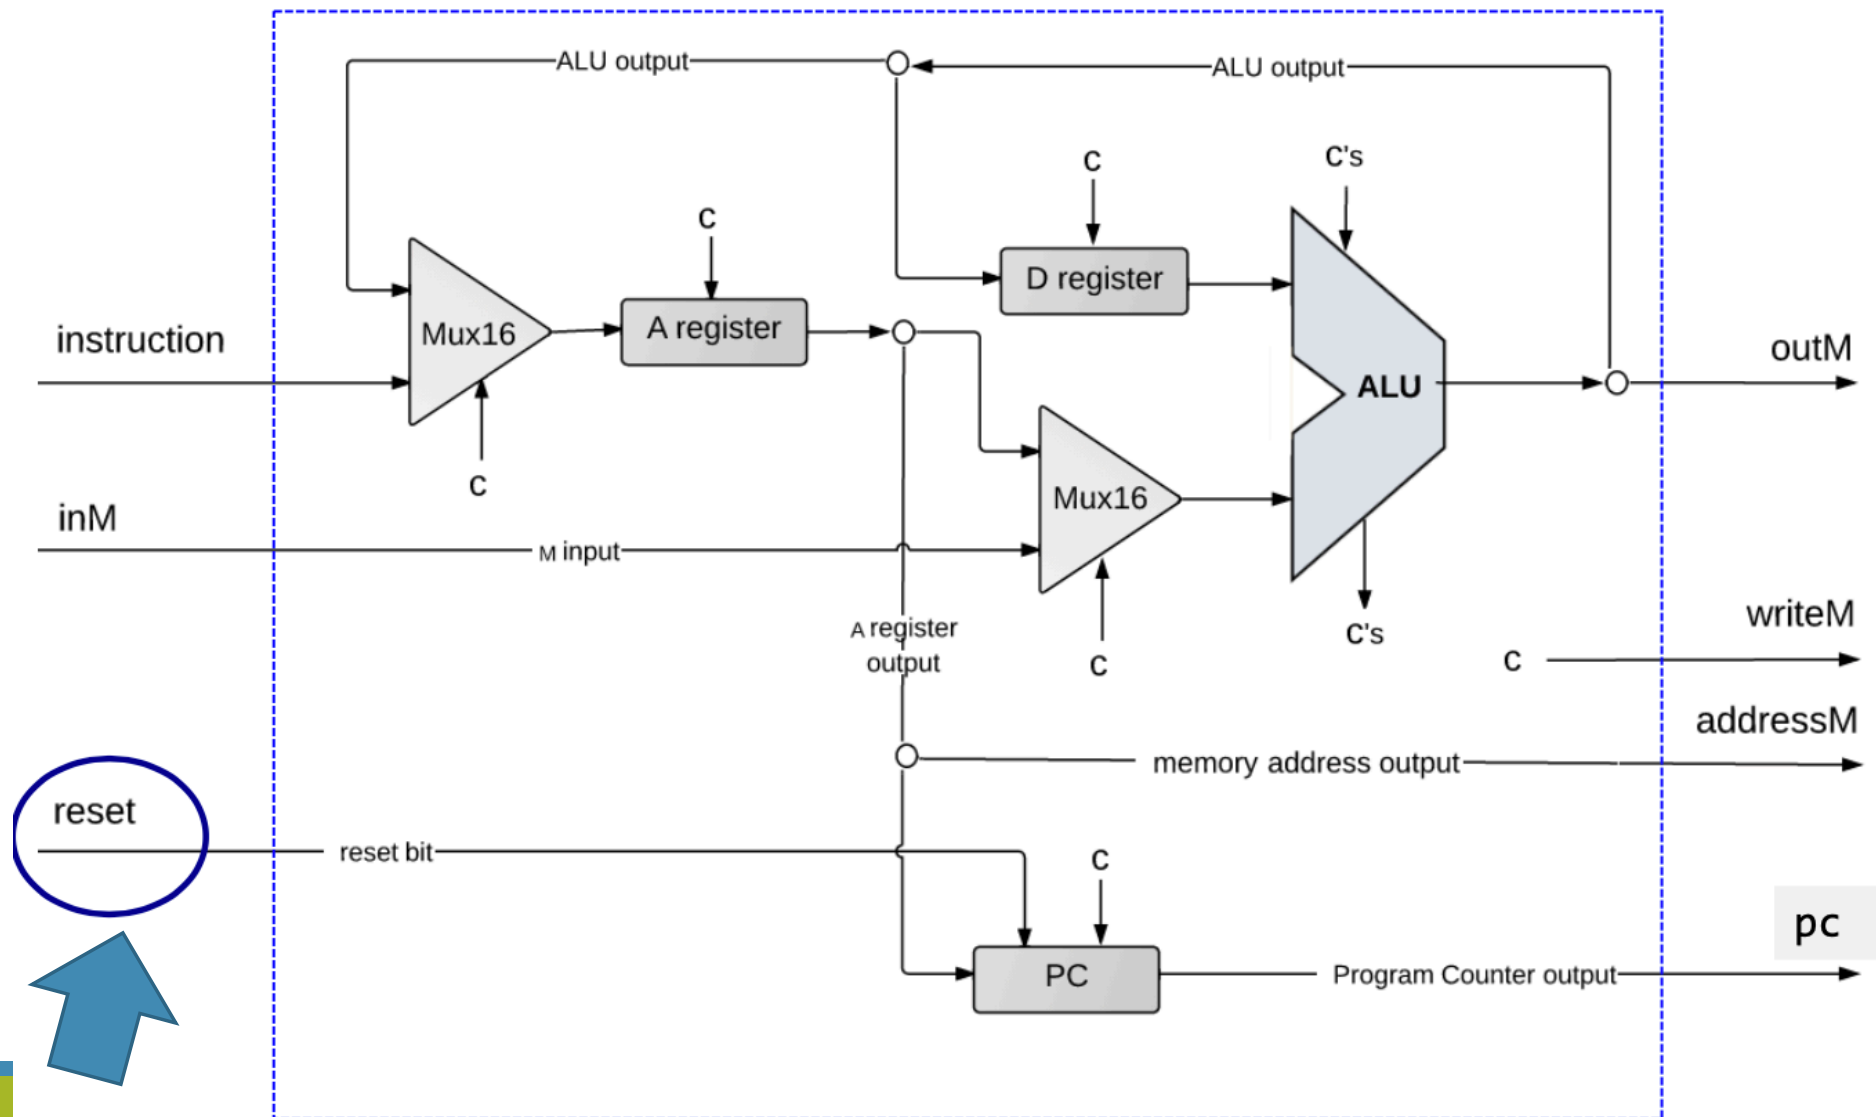 ALU output
ALU output
c
c's
c
instruction
Mux16
A register
D register
ALU
outM
c
inM
M input
Mux16
A register
output
c
c's
writeM
c
addressM
memory address output
reset
reset bit
c
pc
PC
Program Counter output